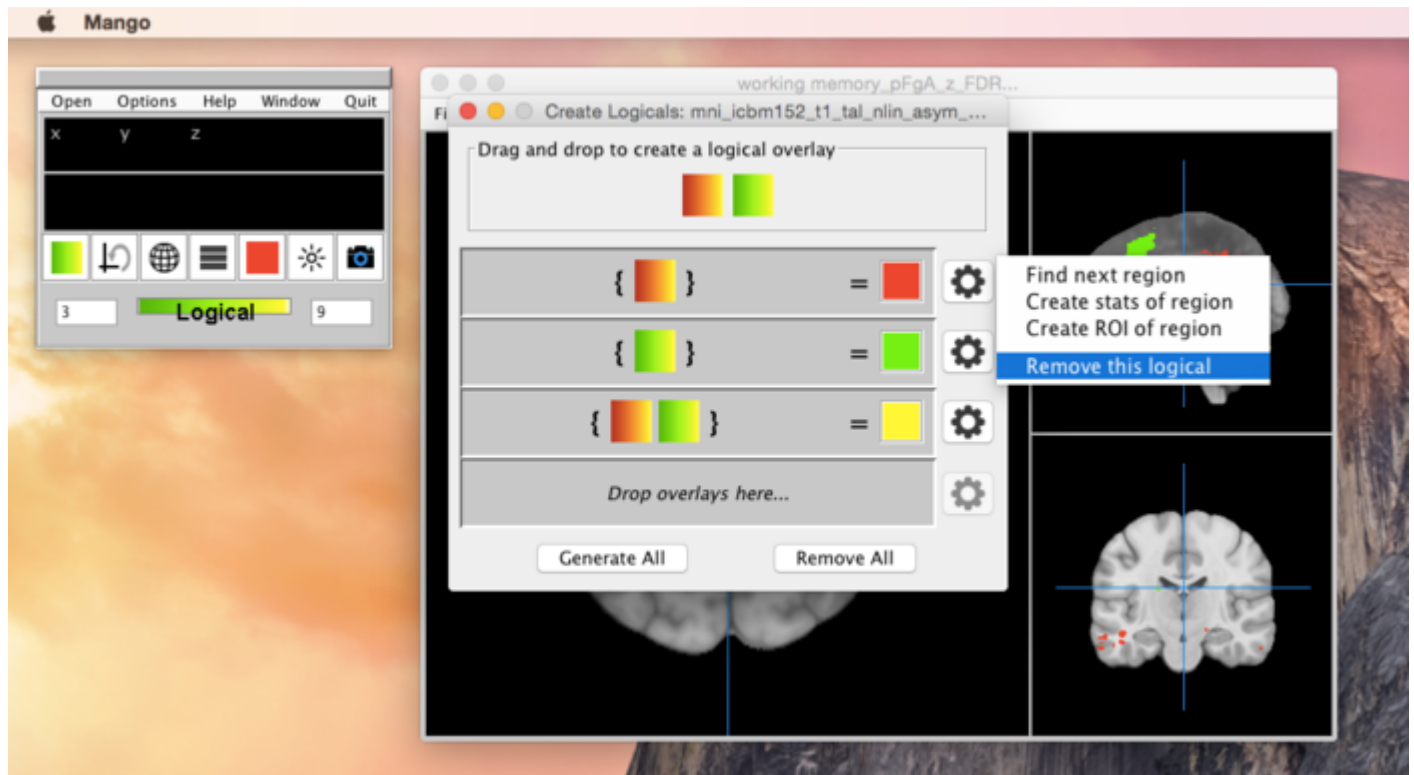 Mango
Open Options Help Window Quit
x y z
3 Logical 9
working memory_pFgA_z_FDR...
Fi
Create Logicals: mni_icbm152_t1_tal_nlin_asym_...
Drag and drop to create a logical overlay
{ } =
{ } =
{ } =
Drop overlays here...
Generate All Remove All
Find next region
Create stats of region
Create ROI of region
Remove this logical